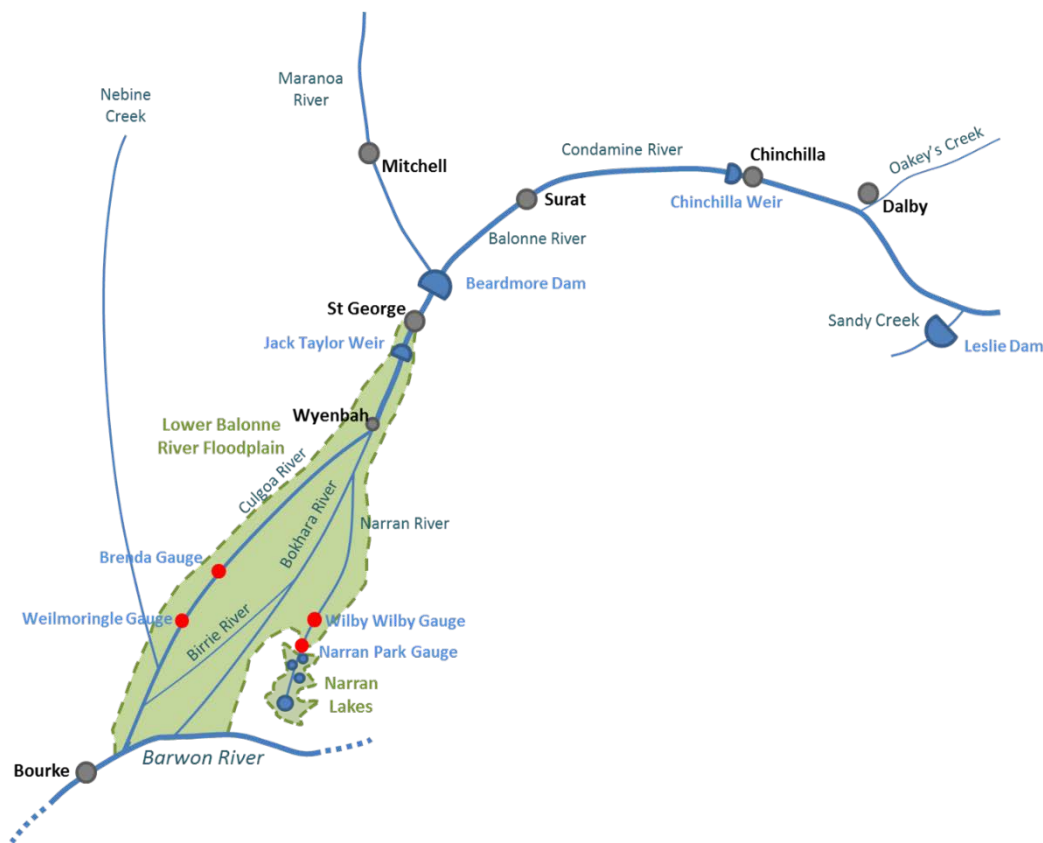 Nebine
Creek
Maranoa
River
Mitchell
Condamine River
Chinchilla
Oakey's Creek
Chinchilla Weir
Dalby
Surat
Balonne River
Beardmore Dam
St George
Sandy Creek
Leslie Dam
Jack Taylor Weir
Wyenbah
Lower Balonne
River Floodplain
Culgoa River
Bokhara River
Narran River
Brenda Gauge
Weilmoringle Gauge
Birrie River
Wilby Wilby Gauge
Narran Park Gauge
Narran
Lakes
Barwon River
Bourke